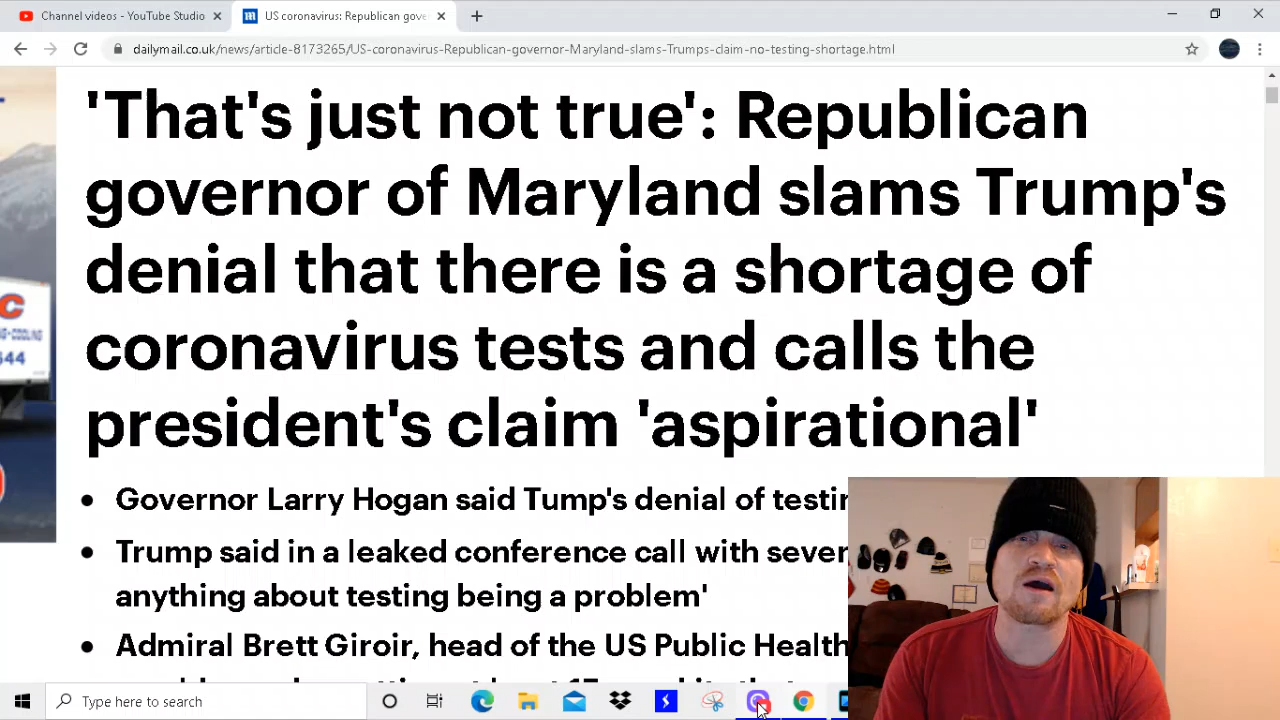 Channel videos - YouTube Studio
US coronavirus: Republican gove
dailymail.co.uk/news/article-8173265/US-coronavirus-Republican-governor-Maryland-slams-Trumps-claim-no-testing-shortage.html
'That's just not true': Republican
governor of Maryland slams Trump's
denial that there is a shortage of
coronavirus tests and calls the
president's claim 'aspirational'
C
G-COOLING
644
• Governor Larry Hogan said Tump's denial of testin
• Trump said in a leaked conference call with sever
anything about testing being a problem'
• Admiral Brett Giroir, head of the US Public Health
Type here to search